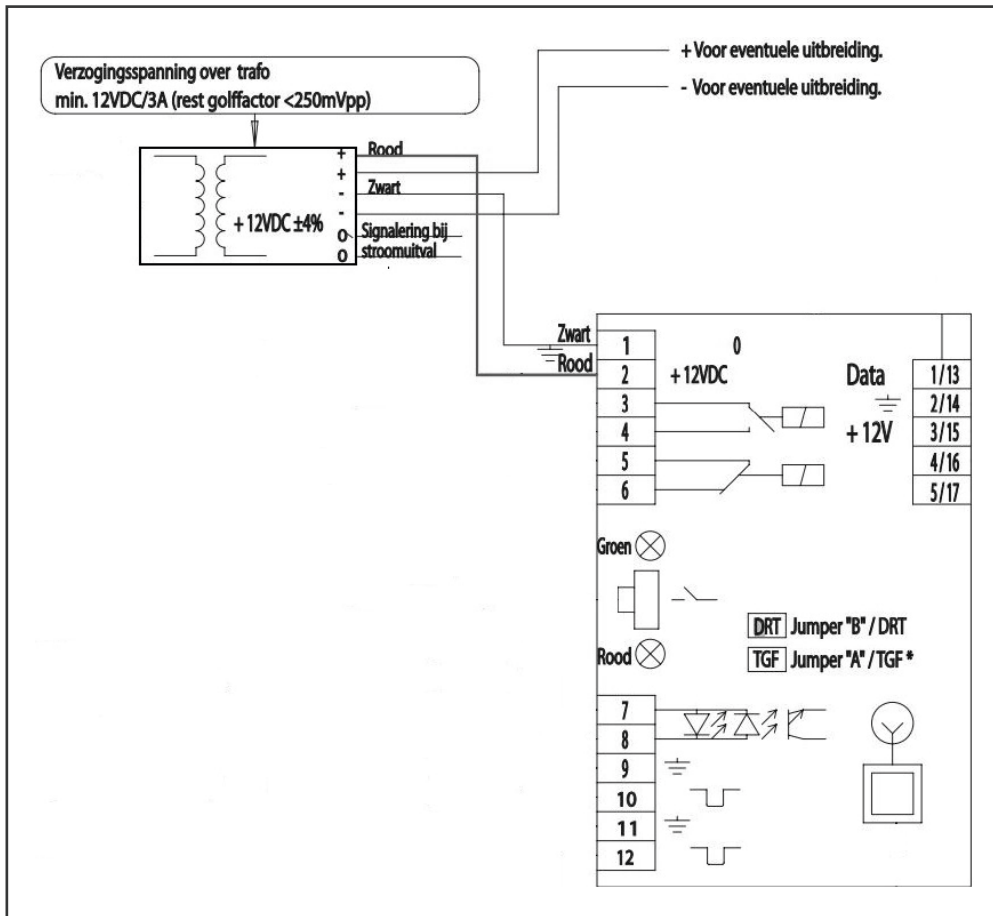 Verzogingsspanning over trafo
min. 12VDC/3A (rest golffactor <250mVpp)
+ Voor eventuele uitbreiding.
- Voor eventuele uitbreiding.
+ Rood
+
- Zwart
-
+ 12VDC ±4%
O Signalering bij
O stroomuitval
Zwart
Rood
1 0
2 + 12VDC
3
4
5
6
Data 1/13
2/14
+ 12V 3/15
4/16
5/17
Groen
DRT Jumper "B" / DRT
Rood
TGF Jumper "A" / TGF *
7
8
9
10
11
12